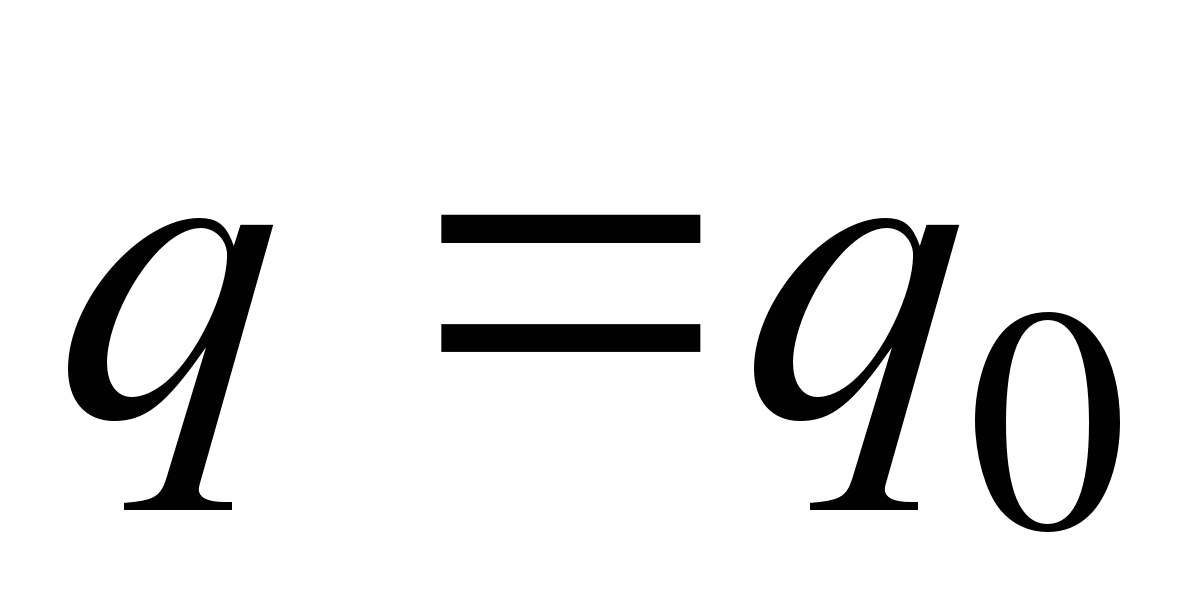 q = q₀